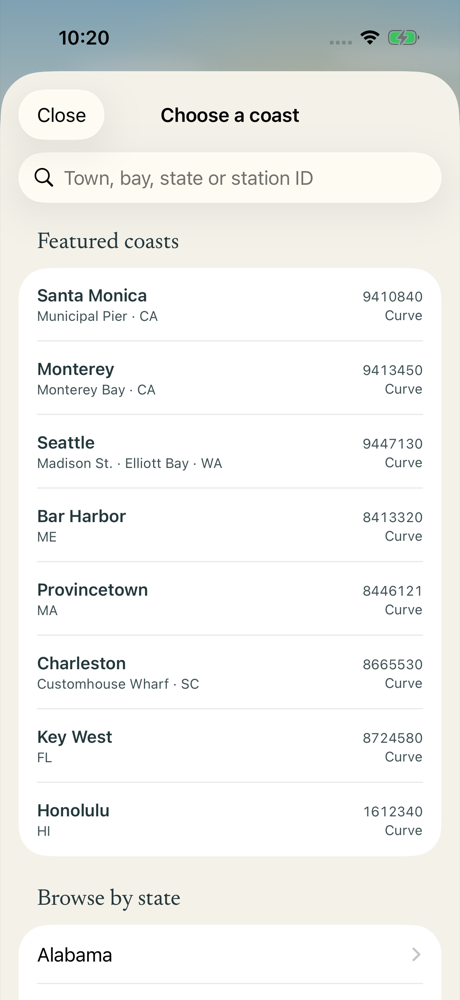 10:20
Close
Choose a coast
Town, bay, state or station ID
Featured coasts
Santa Monica
9410840
Municipal Pier · CA
Curve
Monterey
9413450
Monterey Bay · CA
Curve
Seattle
9447130
Madison St. · Elliott Bay · WA
Curve
Bar Harbor
8413320
ME
Curve
Provincetown
8446121
MA
Curve
Charleston
8665530
Customhouse Wharf · SC
Curve
Key West
8724580
FL
Curve
Honolulu
1612340
HI
Curve
Browse by state
Alabama